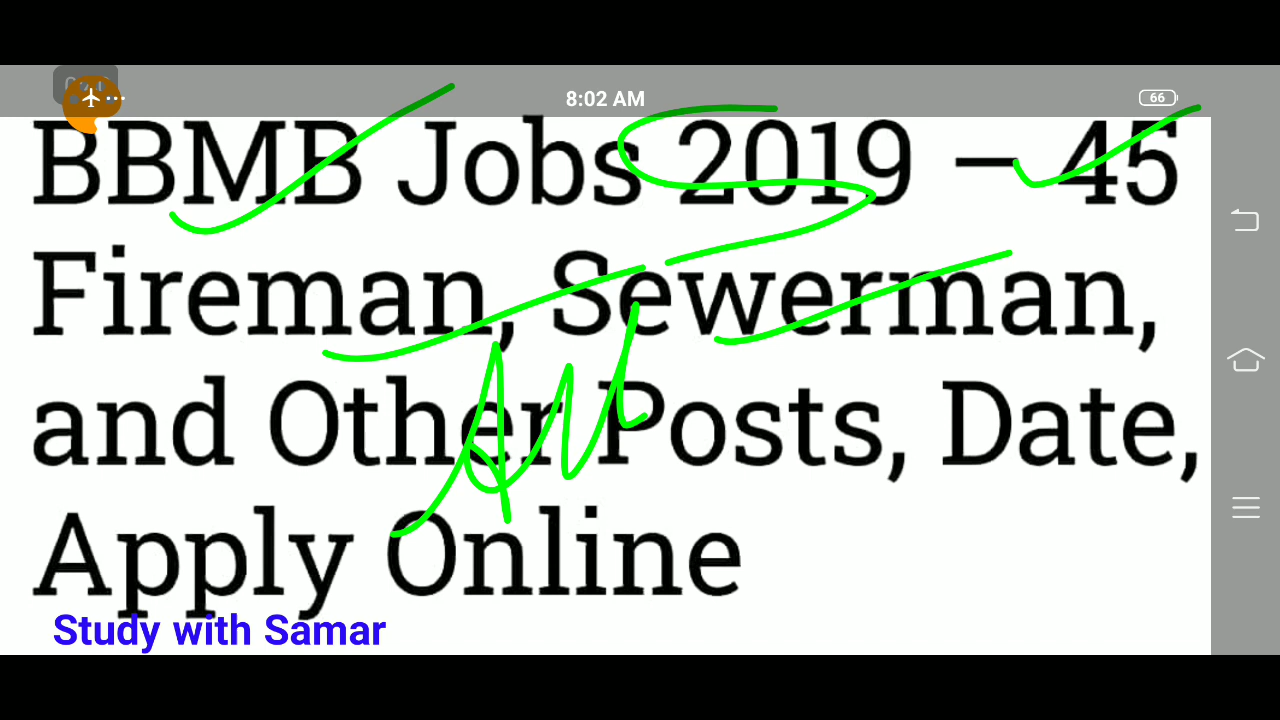 8:02 AM
66
BBMB Jobs 2019 – 45
Fireman, Sewerman,
and Other Posts, Date,
Apply Online
Study with Samar